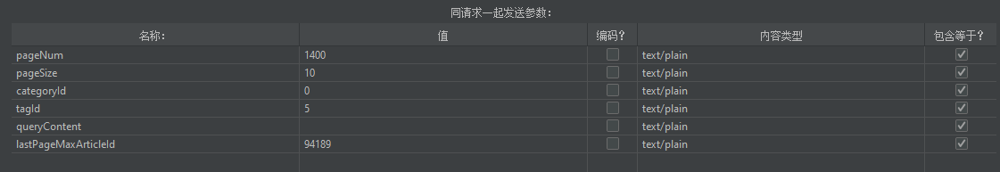 同请求一起发送参数：
名称： 值 编码？ 内容类型 包含等于？
pageNum 1400 text/plain
pageSize 10 text/plain
categoryId 0 text/plain
tagId 5 text/plain
queryContent text/plain
lastPageMaxArticleId 94189 text/plain